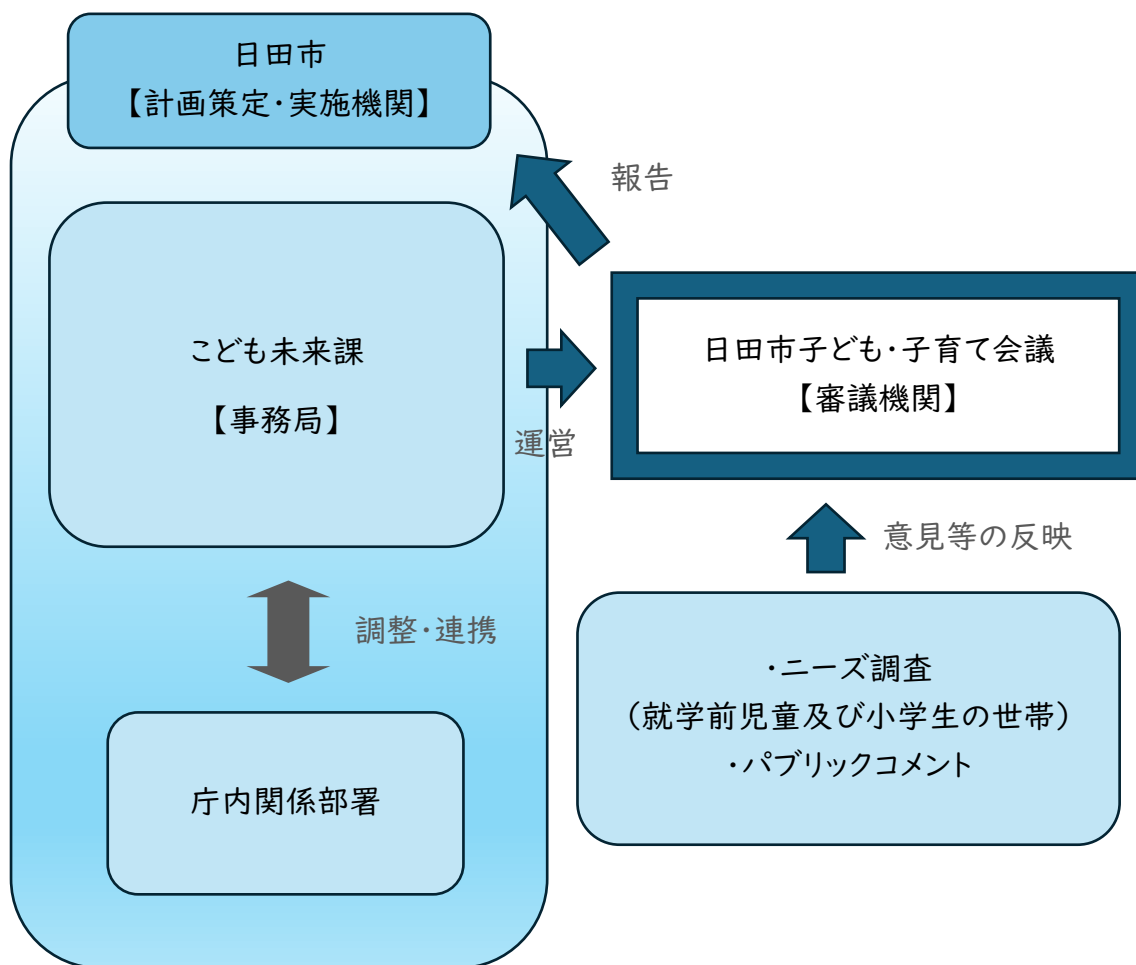 日田市
【計画策定・実施機関】
報告
こども未来課
【事務局】
運営
日田市子ども・子育て会議
【審議機関】
意見等の反映
調整・連携
・ニーズ調査
（就学前児童及び小学生の世帯）
・パブリックコメント
庁内関係部署